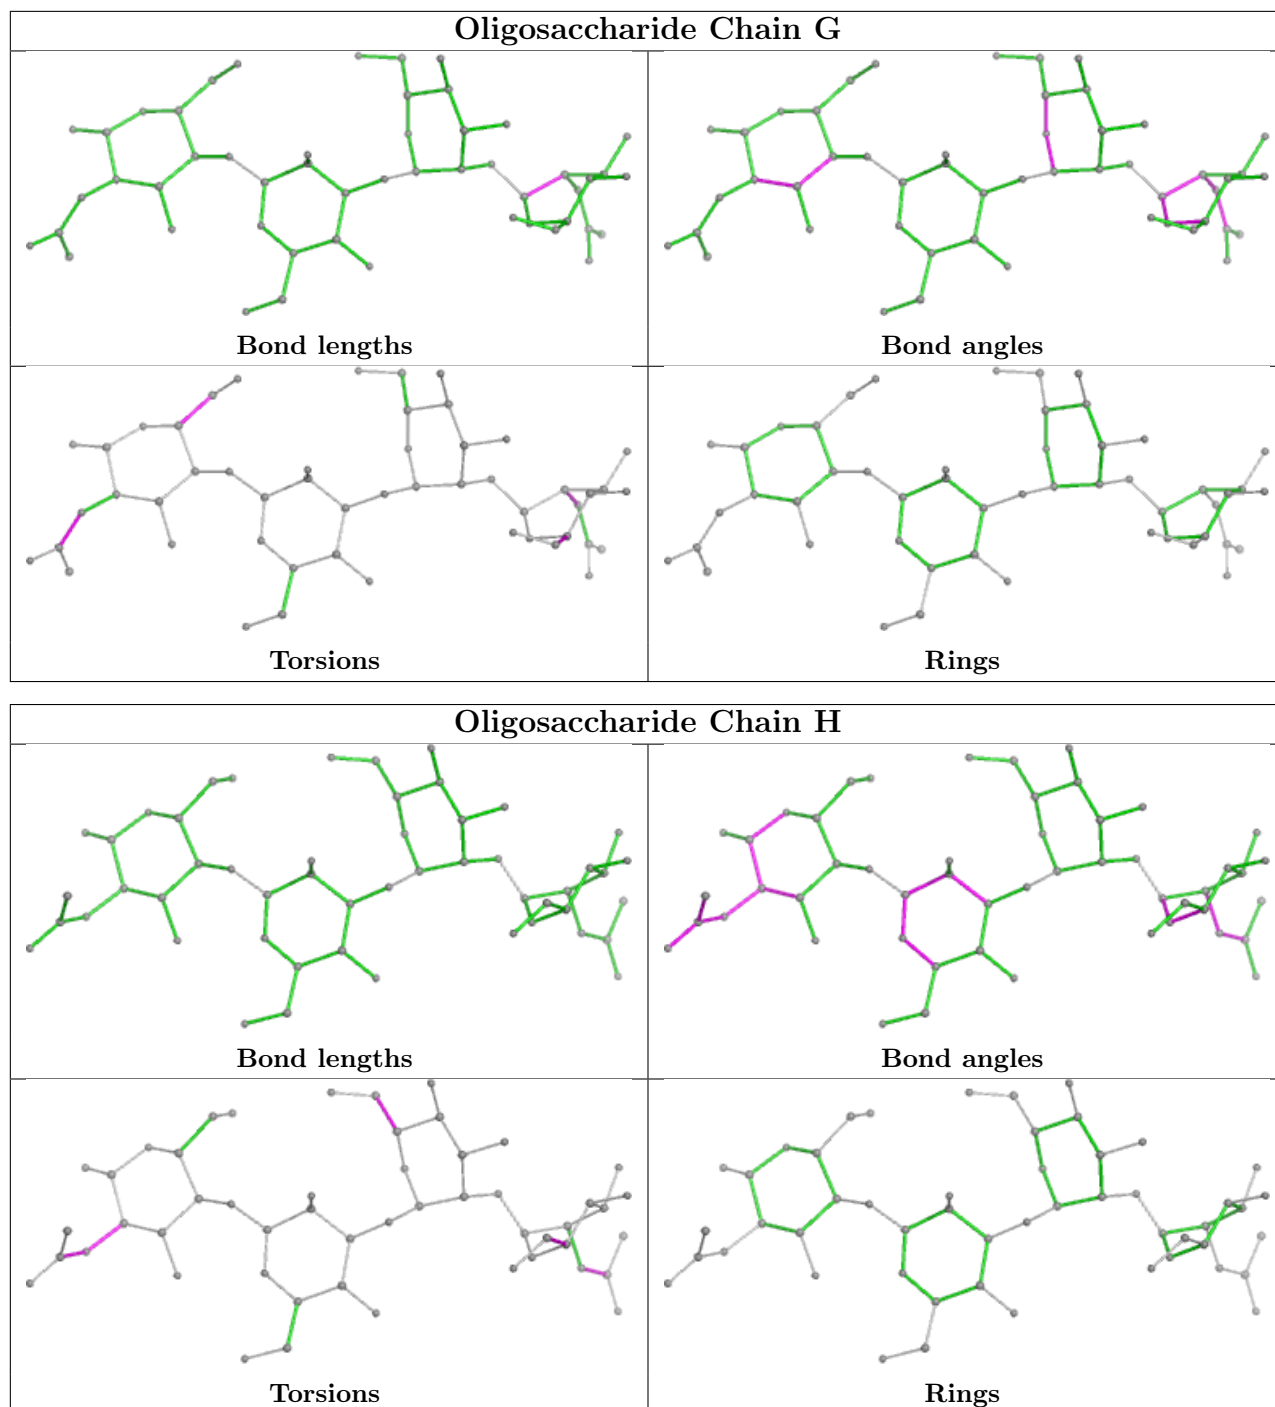 Oligosaccharide Chain G
Bond lengths
Bond angles
Torsions
Rings
Oligosaccharide Chain H
Bond lengths
Bond angles
Torsions
Rings